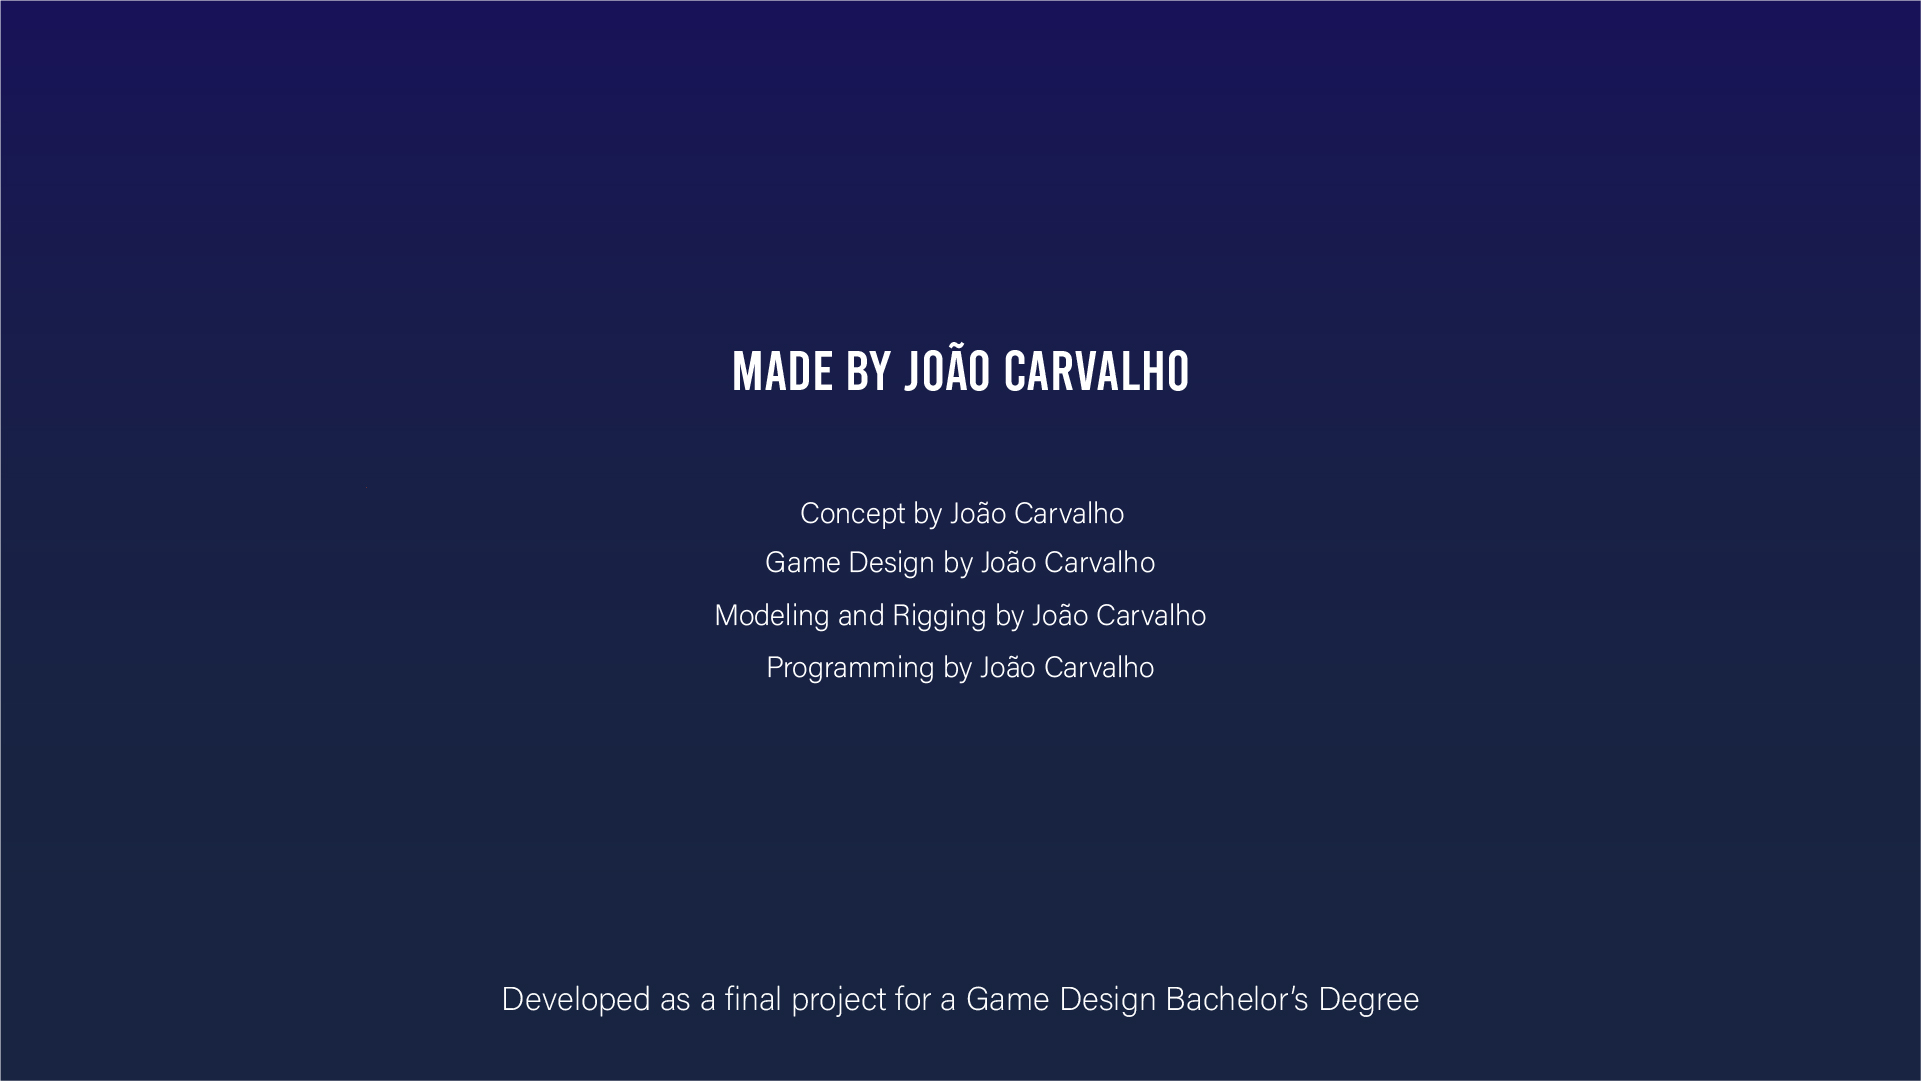 MADE BY JOÃO CARVALHO
Concept by João Carvalho
Game Design by João Carvalho
Modeling and Rigging by João Carvalho
Programming by João Carvalho
Developed as a final project for a Game Design Bachelor’s Degree